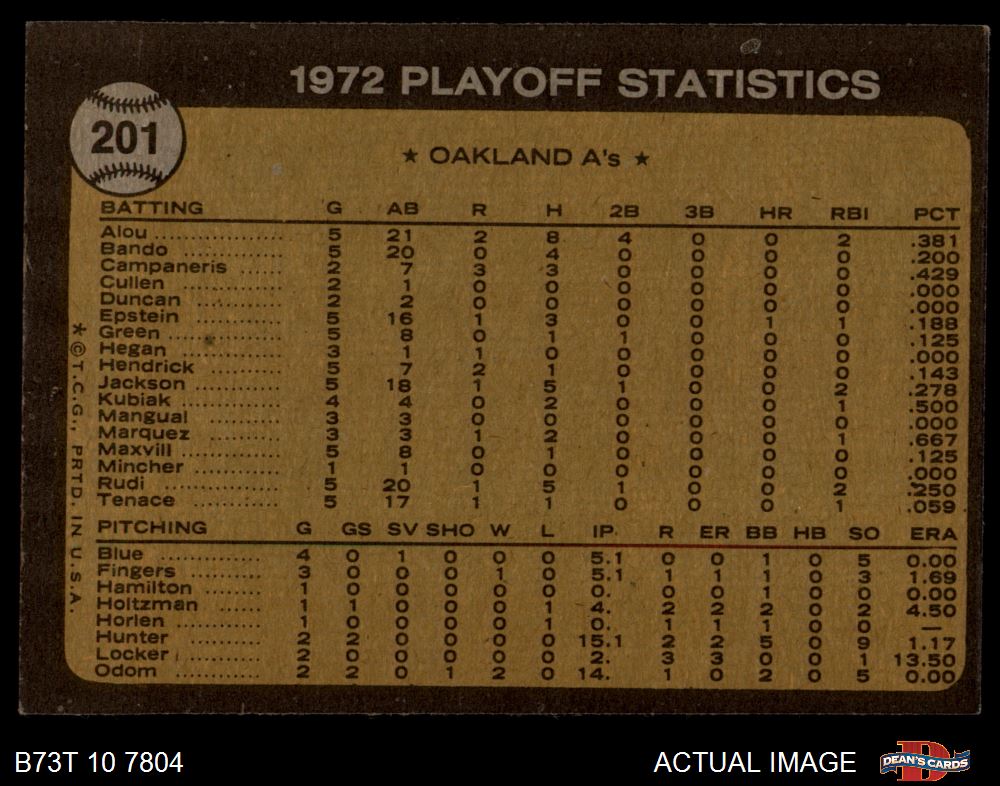 1972 PLAYOFF STATISTICS
201
★ OAKLAND A's ★
BATTING G AB R H 2B 3B HR RBI PCT
Alou 5 21 2 8 4 0 0 2 .381
Bando 5 20 0 4 0 0 0 0 .200
Campaneris 2 7 3 3 0 0 0 0 .429
Cullen 2 1 0 0 0 0 0 0 .000
Duncan 2 2 0 0 0 0 0 0 .000
Epstein 5 16 1 3 0 0 1 1 .188
Green 5 8 0 1 1 0 0 0 .125
Hegan 3 1 1 0 0 0 0 0 .000
Hendrick 5 7 2 1 0 0 0 0 .143
Jackson 5 18 1 5 1 0 0 2 .278
Kubiak 4 4 0 2 0 0 0 1 .500
Mangual 3 3 0 0 0 0 0 0 .000
Marquez 3 3 1 2 0 0 0 1 .667
Maxvill 5 8 0 1 0 0 0 0 .125
Mincher 1 1 0 0 0 0 0 0 .000
Rudi 5 20 1 5 1 0 0 2 .250
Tenace 5 17 1 1 0 0 0 1 .059
PITCHING G GS SV SHO W L IP. R ER BB HB SO ERA
Blue 4 0 1 0 0 0 5.1 0 0 1 0 5 0.00
Fingers 3 0 0 0 1 0 5.1 1 1 1 0 3 1.69
Hamilton 1 0 0 0 0 0 0. 0 0 1 0 0 0.00
Holtzman 1 1 0 0 0 1 4. 2 2 2 0 2 4.50
Horlen 1 0 0 0 0 1 0. 1 1 1 0 0 —
Hunter 2 2 0 0 0 0 15.1 2 2 5 0 9 1.17
Locker 2 0 0 0 0 0 2. 3 3 0 0 1 13.50
Odom 2 2 0 1 2 0 14. 1 0 2 0 5 0.00
* © T.C.G., PRTD. IN U.S.A.
B73T 10 7804
ACTUAL IMAGE
DEAN'S CARDS